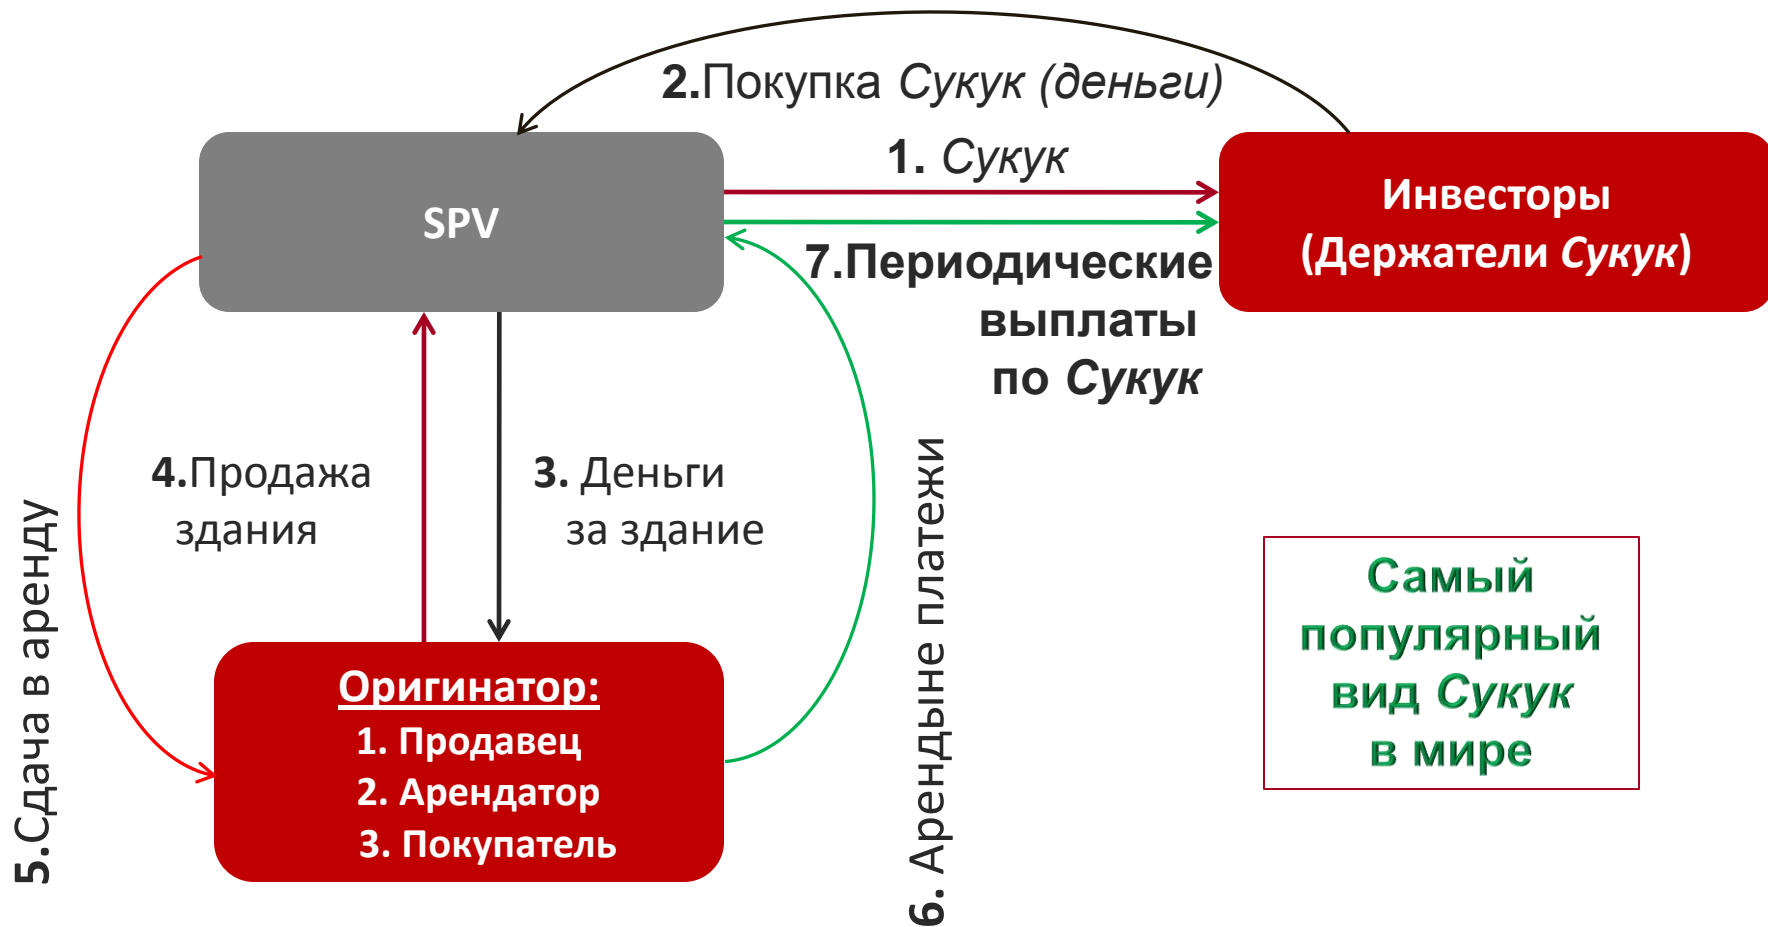 2.Покупка Сукук (деньги)
1. Сукук
SPV
Инвесторы
(Держатели Сукук)
7.Периодические
выплаты
по Сукук
4.Продажа
здания
3. Деньги
за здание
5.Сдача в аренду
6. Арендыне платежи
Оригинатор:
1. Продавец
2. Арендатор
3. Покупатель
Самый
популярный
вид Сукук
в мире